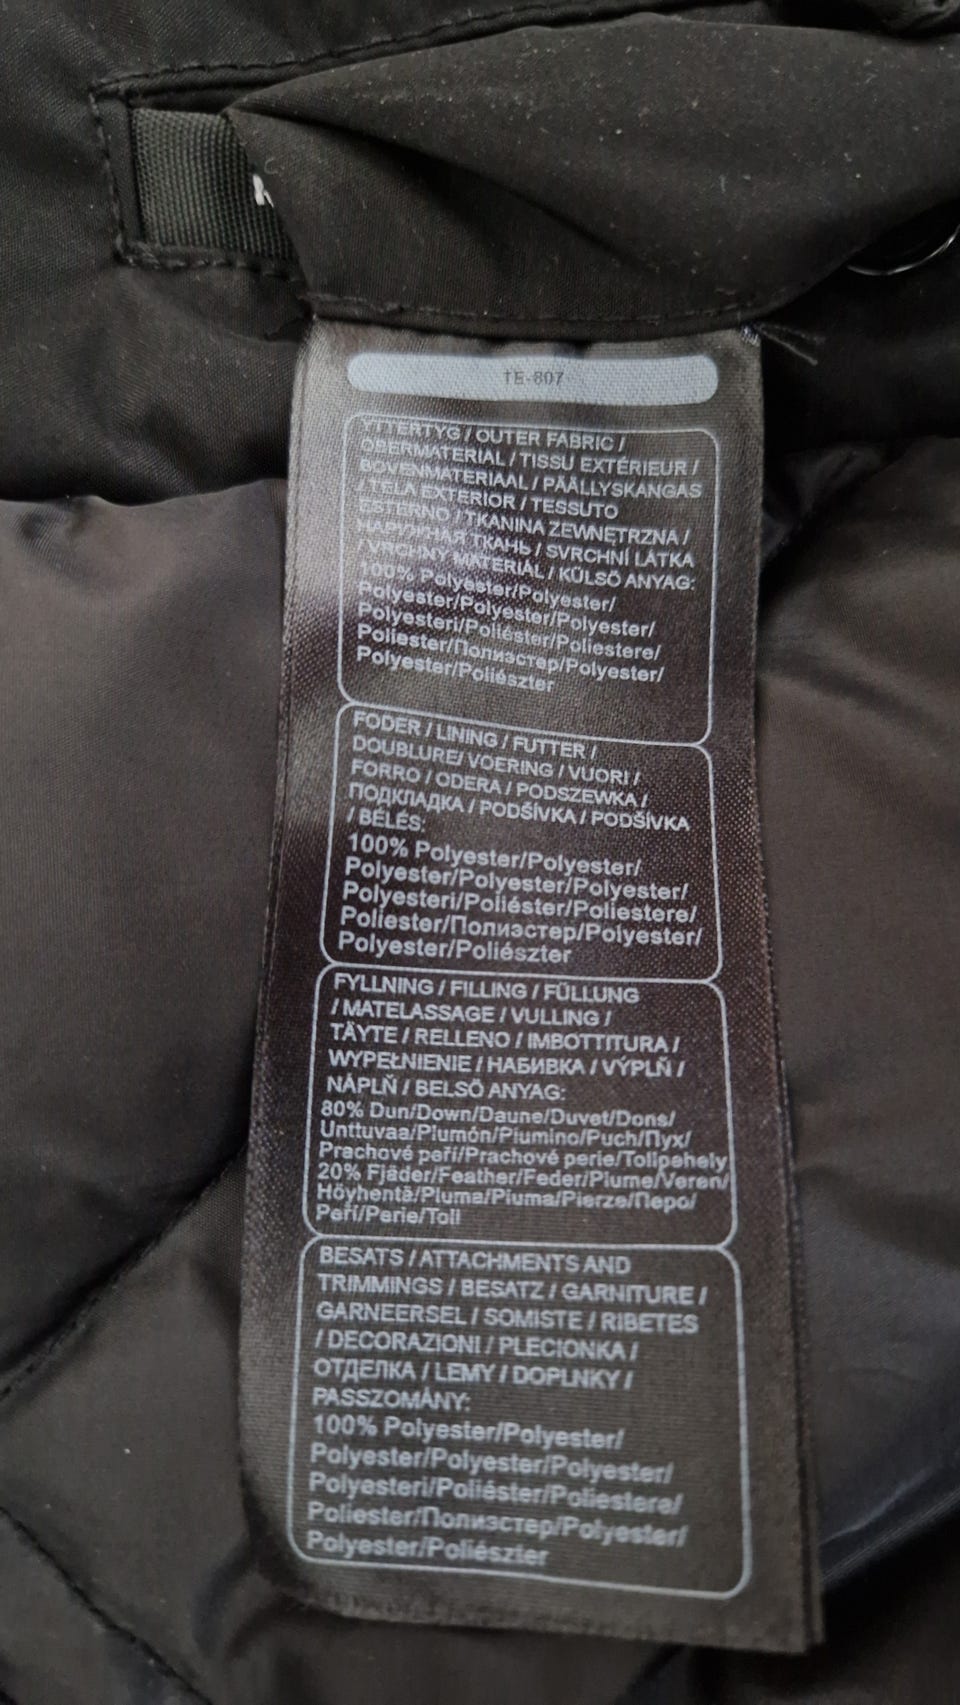 TE-807
YTTERTYG / OUTER FABRIC /
OBERMATERIAL / TISSU EXTÉRIEUR /
BOVENMATERIAAL / PÄÄLLYSKANGAS
/ TELA EXTERIOR / TESSUTO
ESTERNO / TKANINA ZEWNĘTRZNA /
НАРУЖНАЯ ТКАНЬ / SVRCHNÍ LÁTKA
/ VRCHNÝ MATERIÁL / KÜLSÖ ANYAG:
100% Polyester/Polyester/
Polyester/Polyester/Polyester/
Polyesteri/Poliéster/Poliestere/
Poliester/Полиэстер/Polyester/
Polyester/Poliészter
FODER / LINING / FUTTER /
DOUBLURE/ VOERING / VUORI /
FORRO / ODERA / PODSZEWKA /
ПОДКЛАДКА / PODŠÍVKA / PODŠÍVKA
/ BÉLÉS:
100% Polyester/Polyester/
Polyester/Polyester/Polyester/
Polyesteri/Poliéster/Poliestere/
Poliester/Полиэстер/Polyester/
Polyester/Poliészter
FYLLNING / FILLING / FÜLLUNG
/ MATELASSAGE / VULLING /
TÄYTE / RELLENO / IMBOTTITURA /
WYPEŁNIENIE / НАБИВКА / VÝPLŇ /
NÁPLŇ / BELSÖ ANYAG:
80% Dun/Down/Daune/Duvet/Dons/
Unttuvaa/Plumón/Piumino/Puch/Пух/
Prachové peří/Prachové perie/Tollpehely
20% Fjäder/Feather/Feder/Plume/Veren/
Höyhentä/Pluma/Piuma/Pierze/Перо/
Peří/Perie/Toll
BESATS / ATTACHMENTS AND
TRIMMINGS / BESATZ / GARNITURE /
GARNEERSEL / SOMISTE / RIBETES
/ DECORAZIONI / PLECIONKA /
ОТДЕЛКА / LEMY / DOPLNKY /
PASSZOMÁNY:
100% Polyester/Polyester/
Polyester/Polyester/Polyester/
Polyesteri/Poliéster/Poliestere/
Poliester/Полиэстер/Polyester/
Polyester/Poliészter